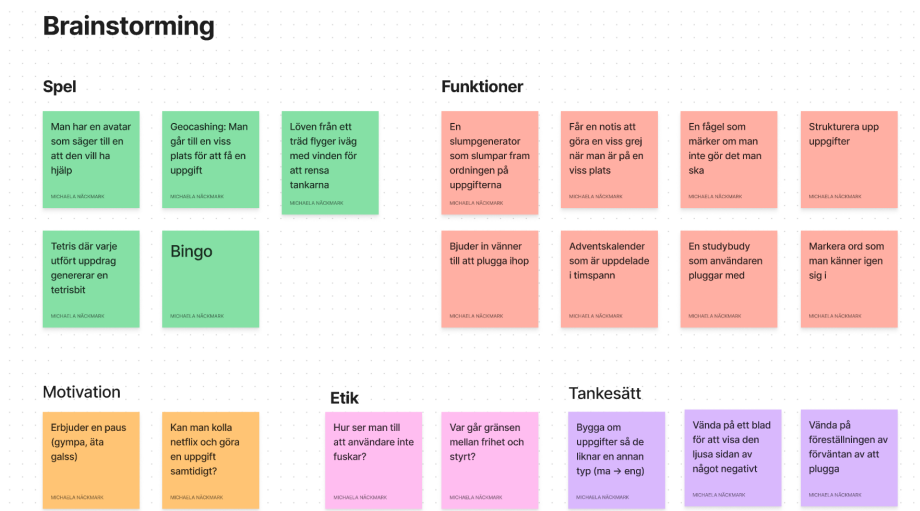 Brainstorming
Spel
Man har en avatar
som säger till en
att den vill ha
hjälp
MICHAELA NÄCKMARK
Geocashing: Man
går till en viss
plats för att få en
uppgift
MICHAELA NÄCKMARK
Löven från ett
träd flyger iväg
med vinden för
att rensa
tankarna
MICHAELA NÄCKMARK
Tetris där varje
utfört uppdrag
genererar en
tetrisbit
MICHAELA NÄCKMARK
Bingo
MICHAELA NÄCKMARK
Funktioner
En
slumpgenerator
som slumpar fram
ordningen på
uppgifterna
MICHAELA NÄCKMARK
Får en notis att
göra en viss grej
när man är på en
viss plats
MICHAELA NÄCKMARK
En fågel som
märker om man
inte gör det man
ska
MICHAELA NÄCKMARK
Strukturera upp
uppgifter
MICHAELA NÄCKMARK
Bjuder in vänner
till att plugga ihop
MICHAELA NÄCKMARK
Adventskalender
som är uppdelade
i timspann
MICHAELA NÄCKMARK
En studybudy
som användaren
pluggar med
MICHAELA NÄCKMARK
Markera ord som
man känner igen
sig i
MICHAELA NÄCKMARK
Motivation
Erbjuder en paus
(gympa, äta
galss)
MICHAELA NÄCKMARK
Kan man kolla
netflix och göra
en uppgift
samtidigt?
MICHAELA NÄCKMARK
Etik
Hur ser man till
att användare inte
fuskar?
MICHAELA NÄCKMARK
Var går gränsen
mellan frihet och
styrt?
MICHAELA NÄCKMARK
Tankesätt
Bygga om
uppgifter så de
liknar en annan
typ (ma → eng)
MICHAELA NÄCKMARK
Vända på ett blad
för att visa den
ljusa sidan av
något negativt
MICHAELA NÄCKMARK
Vända på
föreställningen av
förväntan av att
plugga
MICHAELA NÄCKMARK